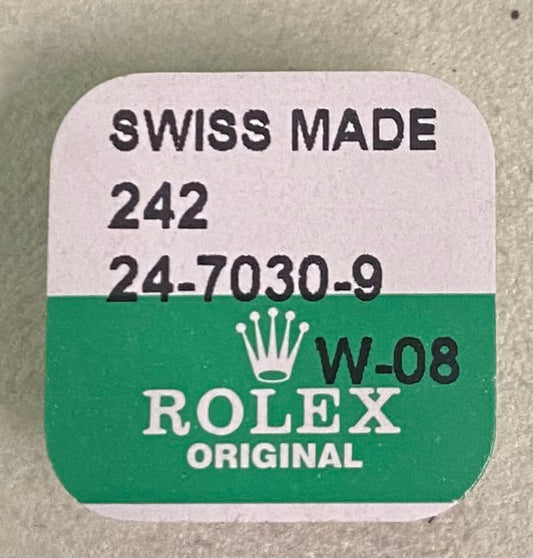 SWISS MADE
242
24-7030-9
W-08
ROLEX
ORIGINAL